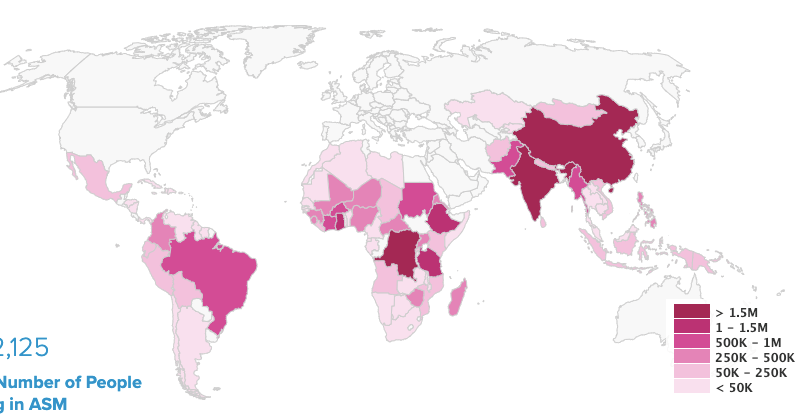 > 1.5M
1 – 1.5M
500K – 1M
250K – 500K
50K – 250K
< 50K
2,125
Number of People
g in ASM